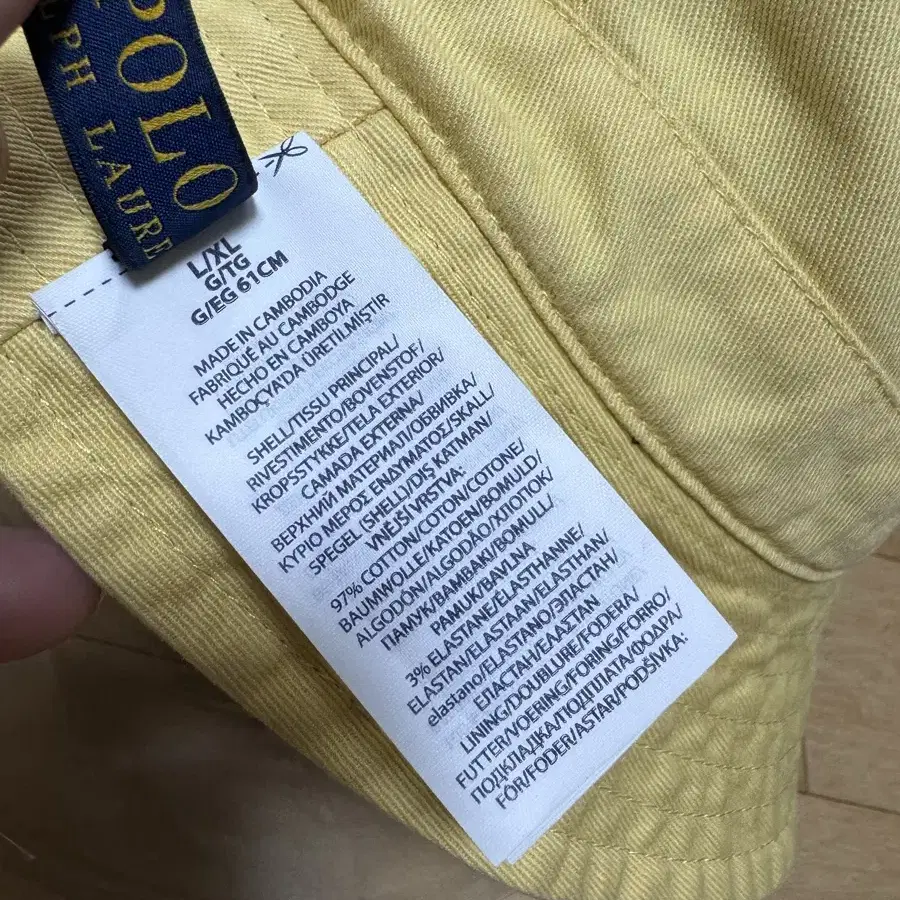 POLO
LPH LAURE
L/XL
G/TG
G/EG 61CM
MADE IN CAMBODIA
FABRIQUÉ AU CAMBODGE
HECHO EN CAMBOYA
KAMBOÇYA'DA ÜRETİLMİŞTİR
SHELL/TISSU PRINCIPAL/
RIVESTIMENTO/BOVENSTOF/
KROPSSTYKKE/TELA EXTERIOR/
CAMADA EXTERNA/
ВЕРХНИЙ МАТЕРИАЛ/ОБВИВКА/
ΚΥΡΙΟ ΜΕΡΟΣ ΕΝΔΥΜΑΤΟΣ/SKALL/
SPEGEL (SHELL)/DIŞ KATMAN/
VNĚJŠÍ VRSTVA:
97% COTTON/COTON/COTONE/
BAUMWOLLE/KATOEN/BOMULD/
ALGODÓN/ALGODÃO/ХЛОПОК/
ПАМУК/ΒΑΜΒΑΚΙ/BOMULL/
PAMUK/BAVLNA
3% ELASTANE/ÉLASTHANNE/
ELASTAN/ELASTAAN/ELASTHAN/
elastano/ELASTANO/ЭЛАСТАН/
ЕЛАСТАН/ΕΛΑΣΤΑΝ
LINING/DOUBLURE/FODERA/
FUTTER/VOERING/FORING/FORRO/
ПОДКЛАДКА/ПОДПЛАТА/ΦΟΔΡΑ/
FÓR/FODER/ASTAR/PODŠÍVKA: